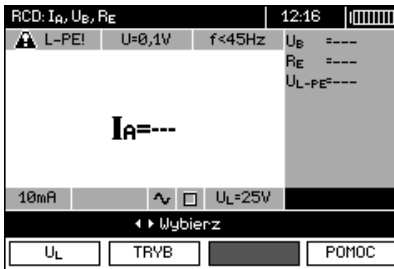 RCD: IA, UB, RE 12:16
L-PE! U=0,1V f<45Hz
UB =---
RE =---
UL-PE=---
IA=---
10mA UL=25V
Wybierz
UL TRYB POMOC